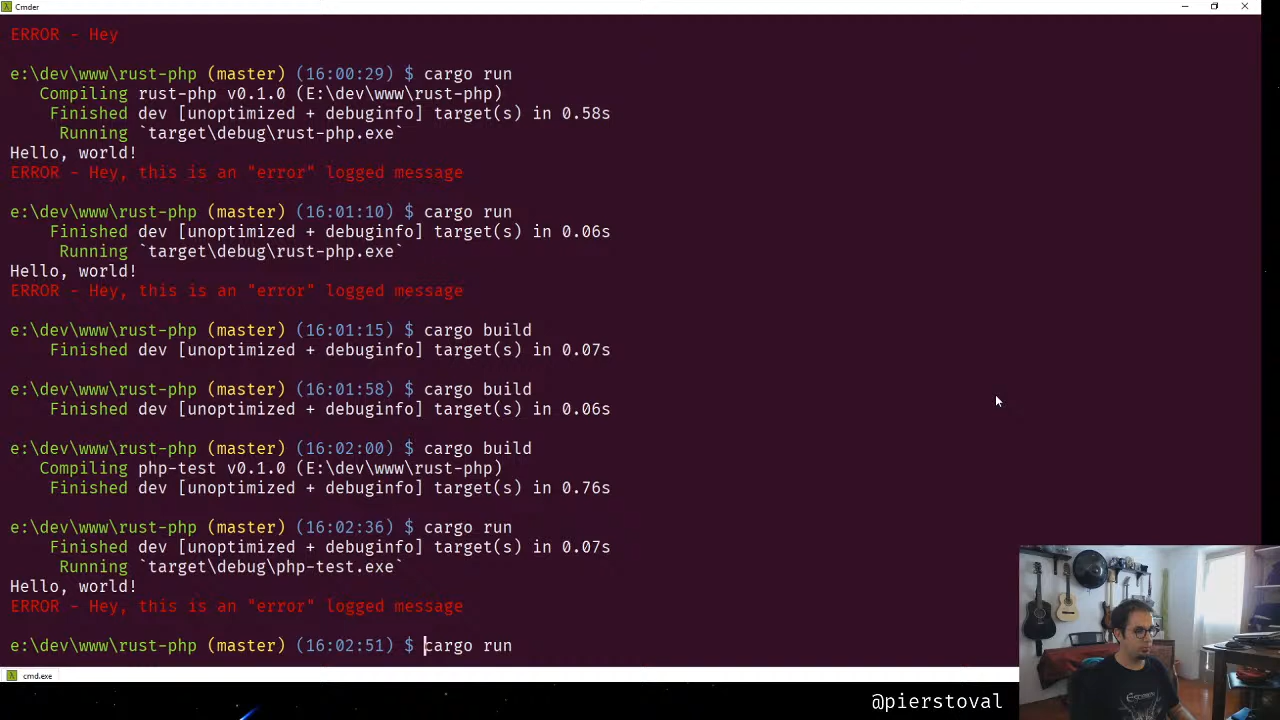 Cmder
ERROR - Hey
e:\dev\www\rust-php (master) (16:00:29) $ cargo run
Compiling rust-php v0.1.0 (E:\dev\www\rust-php)
Finished dev [unoptimized + debuginfo] target(s) in 0.58s
Running `target\debug\rust-php.exe`
Hello, world!
ERROR - Hey, this is an "error" logged message
e:\dev\www\rust-php (master) (16:01:10) $ cargo run
Finished dev [unoptimized + debuginfo] target(s) in 0.06s
Running `target\debug\rust-php.exe`
Hello, world!
ERROR - Hey, this is an "error" logged message
e:\dev\www\rust-php (master) (16:01:15) $ cargo build
Finished dev [unoptimized + debuginfo] target(s) in 0.07s
e:\dev\www\rust-php (master) (16:01:58) $ cargo build
Finished dev [unoptimized + debuginfo] target(s) in 0.06s
e:\dev\www\rust-php (master) (16:02:00) $ cargo build
Compiling php-test v0.1.0 (E:\dev\www\rust-php)
Finished dev [unoptimized + debuginfo] target(s) in 0.76s
e:\dev\www\rust-php (master) (16:02:36) $ cargo run
Finished dev [unoptimized + debuginfo] target(s) in 0.07s
Running `target\debug\php-test.exe`
Hello, world!
ERROR - Hey, this is an "error" logged message
e:\dev\www\rust-php (master) (16:02:51) $ cargo run
cmd.exe
@pierstoval